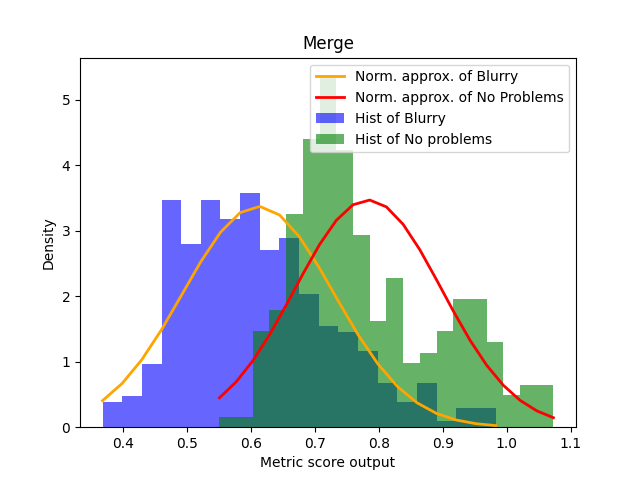 Merge
Norm. approx. of Blurry
Norm. approx. of No Problems
Hist of Blurry
Hist of No problems
Density
5
4
3
2
1
0
0.4 0.5 0.6 0.7 0.8 0.9 1.0 1.1
Metric score output